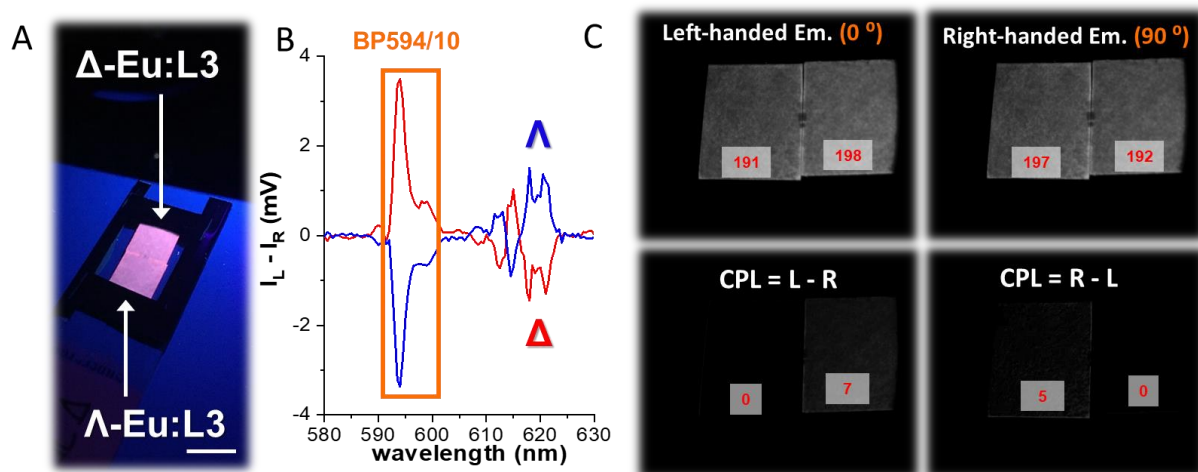 A
Δ-Eu:L3
Λ-Eu:L3
B
BP594/10
4
2
0
-2
-4
I_L - I_R (mV)
580
590
600
610
620
630
wavelength (nm)
Λ
Δ
C
Left-handed Em. (0 º)
191
198
Right-handed Em. (90 º)
197
192
CPL = L - R
0
7
CPL = R - L
5
0